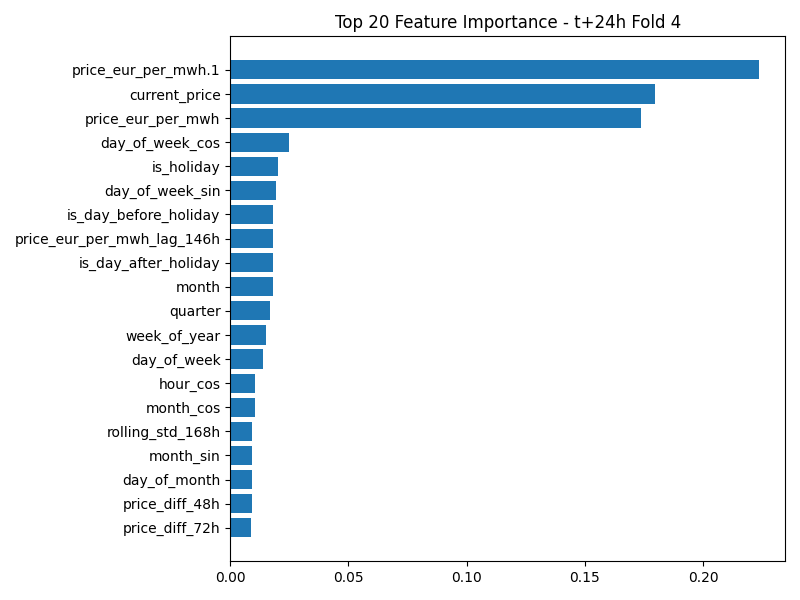 Top 20 Feature Importance - t+24h Fold 4
price_eur_per_mwh.1
current_price
price_eur_per_mwh
day_of_week_cos
is_holiday
day_of_week_sin
is_day_before_holiday
price_eur_per_mwh_lag_146h
is_day_after_holiday
month
quarter
week_of_year
day_of_week
hour_cos
month_cos
rolling_std_168h
month_sin
day_of_month
price_diff_48h
price_diff_72h
0.00 0.05 0.10 0.15 0.20